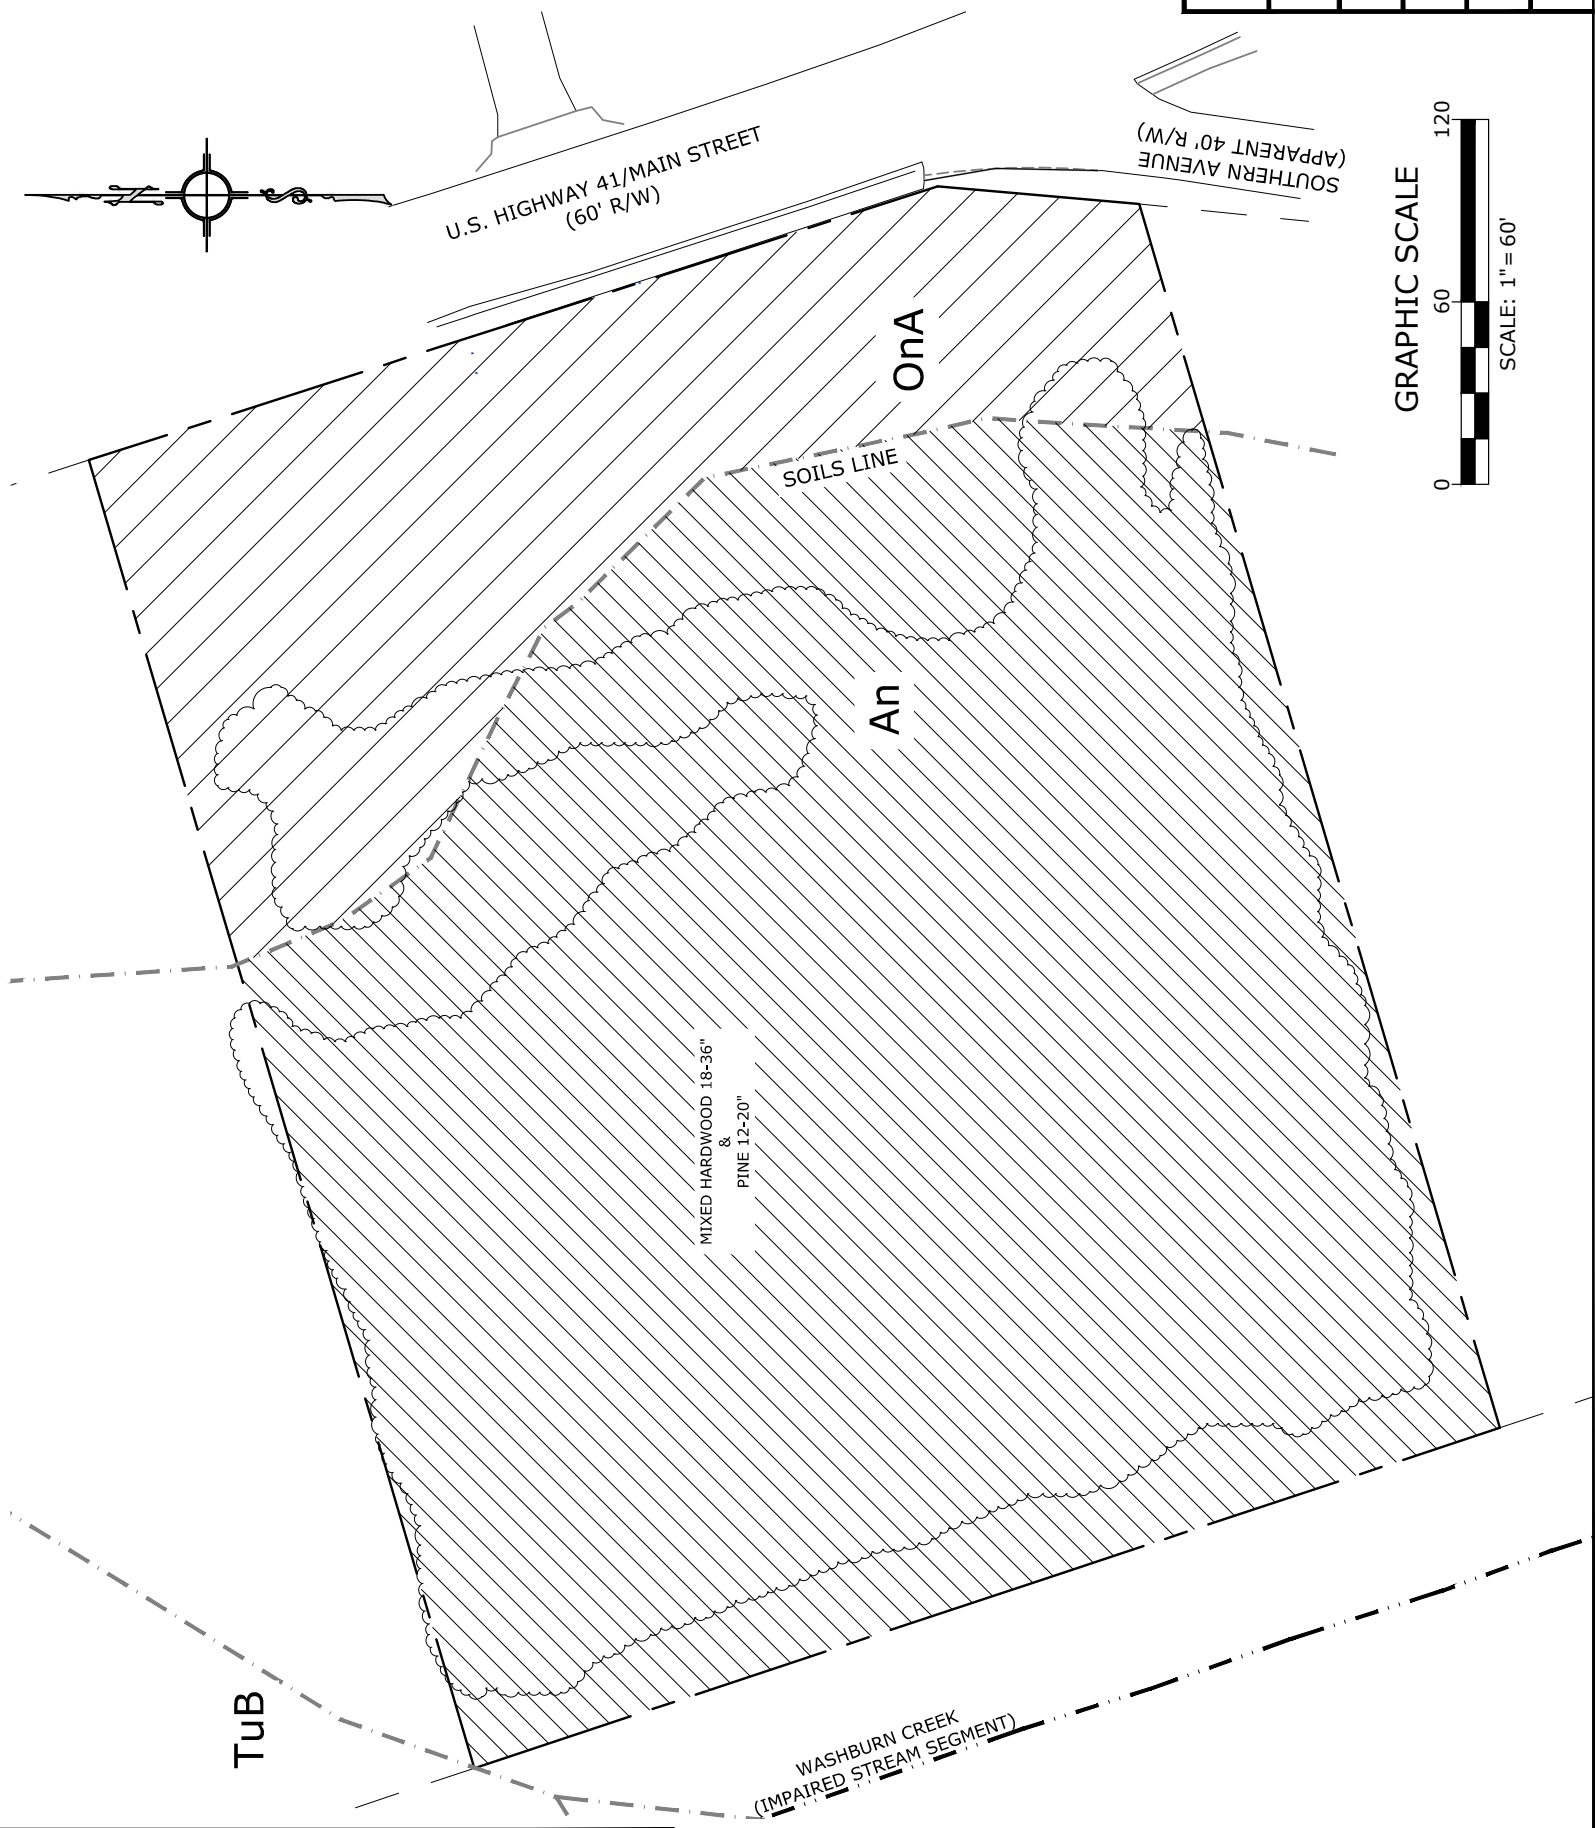 U.S. HIGHWAY 41/MAIN STREET
(60' R/W)
SOUTHERN AVENUE
(APPARENT 40' R/W)
GRAPHIC SCALE
0
60
120
SCALE: 1"= 60'
OnA
SOILS LINE
An
MIXED HARDWOOD 18-36"
&
PINE 12-20"
TuB
WASHBURN CREEK
(IMPAIRED STREAM SEGMENT)